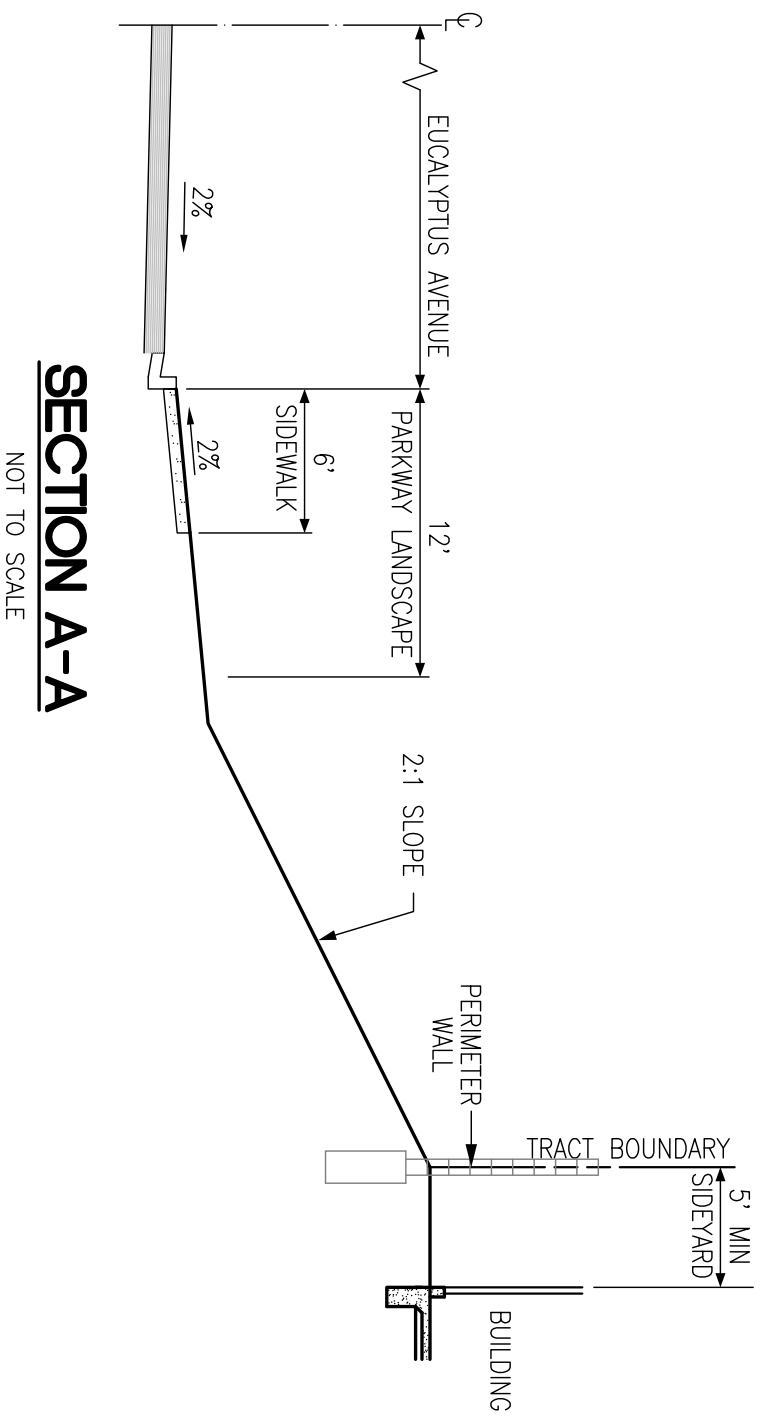 ℄
EUCALYPTUS AVENUE
12'
PARKWAY LANDSCAPE
6'
SIDEWALK
2%
2%
2:1 SLOPE
PERIMETER
WALL
TRACT BOUNDARY
5' MIN
SIDEYARD
BUILDING
SECTION A-A
NOT TO SCALE